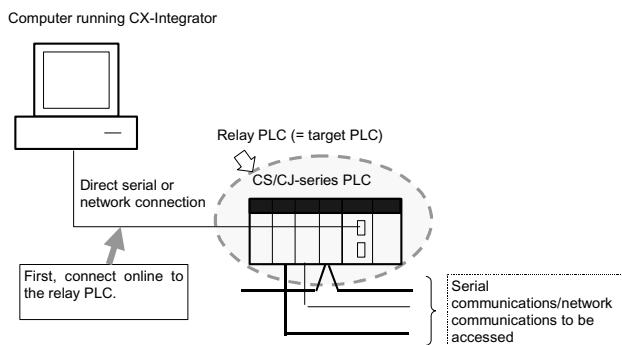 Computer running CX-Integrator
Relay PLC (= target PLC)
CS/CJ-series PLC
Direct serial or
network connection
First, connect online to
the relay PLC.
Serial
communications/network
communications to be
accessed